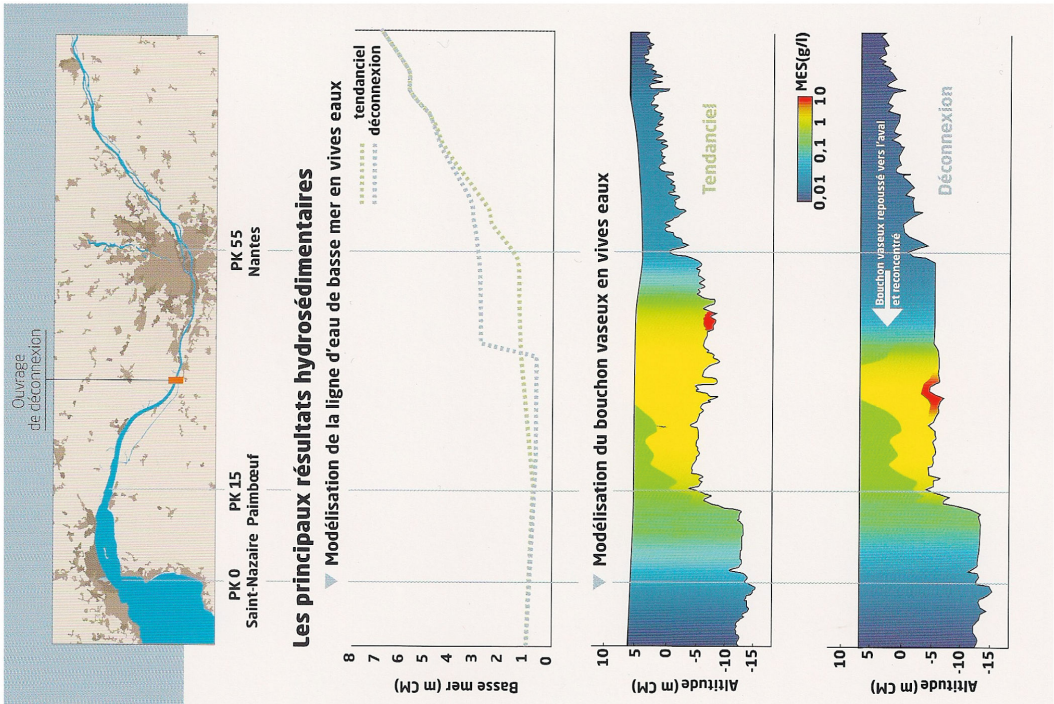 Ouvrage
de déconnexion
PK 0
Saint-Nazaire
PK 15
Paimbœuf
PK 55
Nantes
Les principaux résultats hydrosédimentaires
Modélisation de la ligne d'eau de basse mer en vives eaux
tendanciel
déconnexion
Basse mer (m CM)
8
7
6
5
4
3
2
1
0
Modélisation du bouchon vaseux en vives eaux
Altitude (m CM)
10
5
0
-5
-10
-15
Tendanciel
MES(g/l)
0,01 0,1 1 10
Altitude (m CM)
10
5
0
-5
-10
-15
Bouchon vaseux repoussé vers l'aval
et reconcentré
Déconnexion